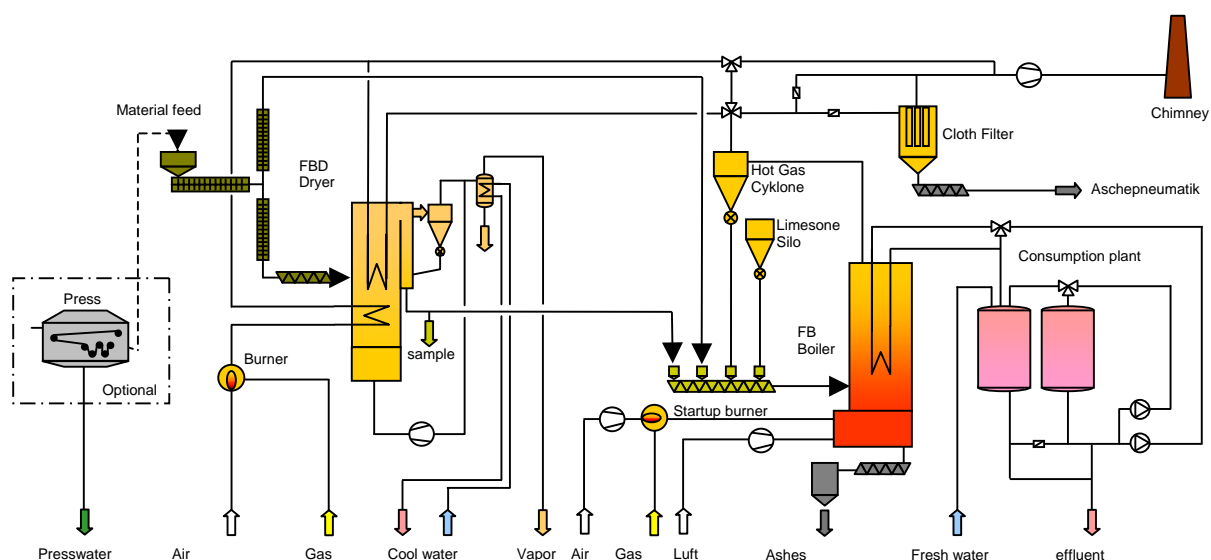 Material feed
Chimney
Cloth Filter
FBD
Dryer
Hot Gas
Cyklone
Aschepneumatik
Limesone
Silo
Consumption plant
Press
FB
Boiler
sample
Burner
Optional
Startup burner
Presswater
Air
Gas
Cool water
Vapor
Air
Gas
Luft
Ashes
Fresh water
effluent